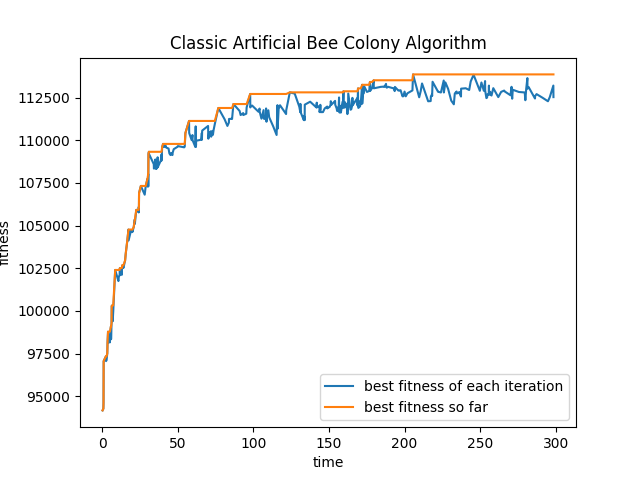 Classic Artificial Bee Colony Algorithm
fitness
112500
110000
107500
105000
102500
100000
97500
95000
best fitness of each iteration
best fitness so far
0 50 100 150 200 250 300
time